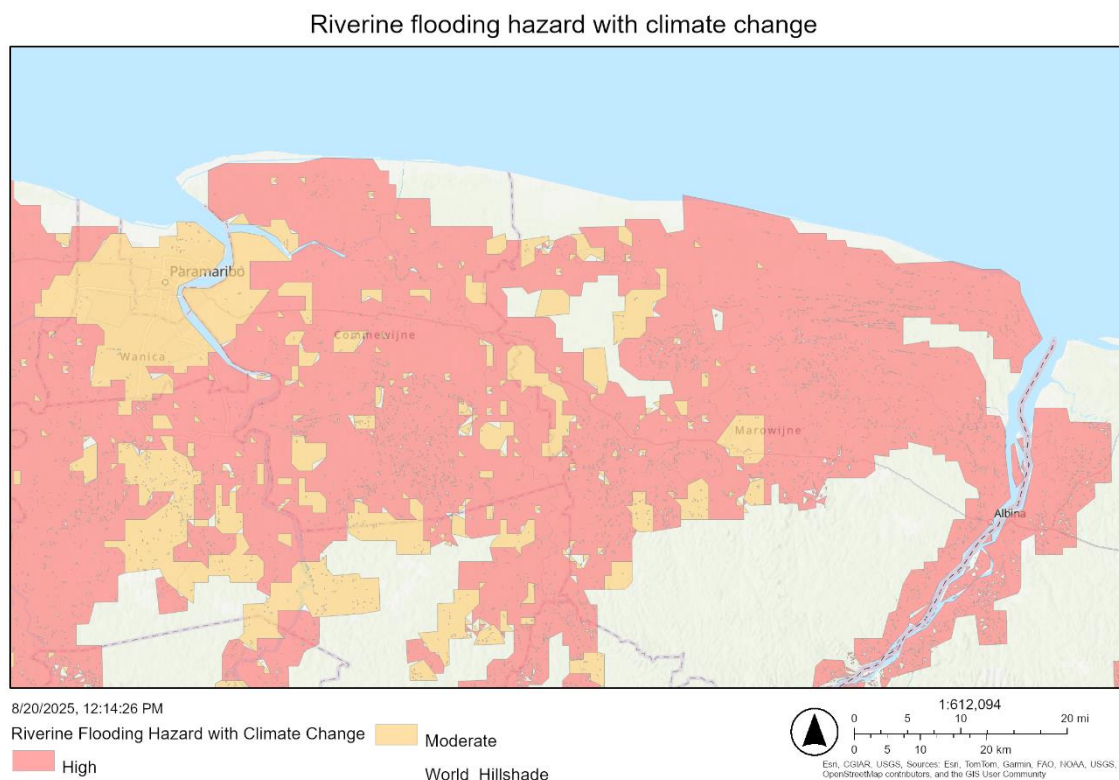 Riverine flooding hazard with climate change
Paramaribo
Wanica
Commewijne
Marowijne
Albina
8/20/2025, 12:14:26 PM
Riverine Flooding Hazard with Climate Change
High
Moderate
World_Hillshade
1:612,094
0 5 10 20 mi
0 5 10 20 km
Esri, CGIAR, USGS, Sources: Esri, TomTom, Garmin, FAO, NOAA, USGS,
OpenStreetMap contributors, and the GIS User Community